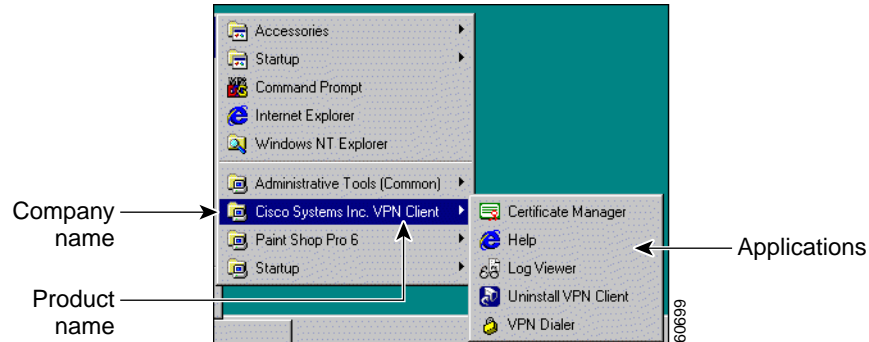 Accessories
Startup
Command Prompt
Internet Explorer
Windows NT Explorer
Administrative Tools (Common)
Cisco Systems Inc. VPN Client
Paint Shop Pro 6
Startup
Certificate Manager
Help
Log Viewer
Uninstall VPN Client
VPN Dialer
Company
name
Product
name
Applications
60699